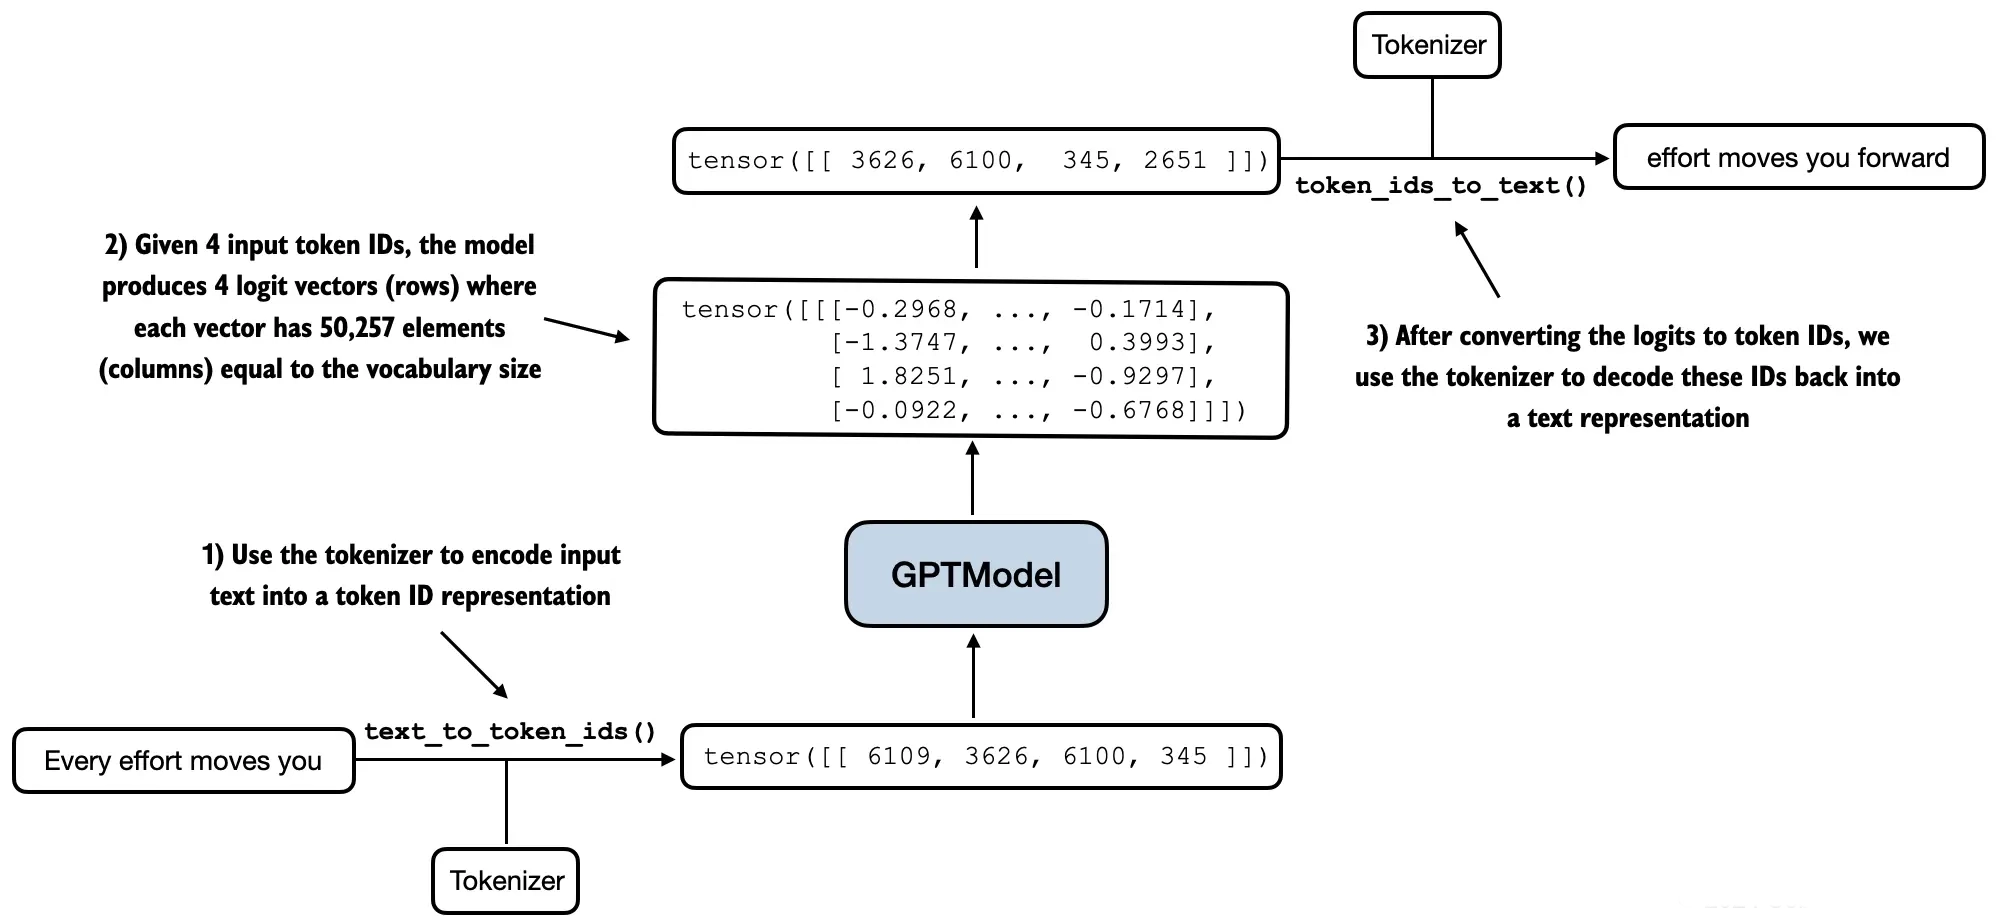 Tokenizer
tensor([[ 3626, 6100,  345, 2651 ]])
token_ids_to_text()
effort moves you forward
2) Given 4 input token IDs, the model
produces 4 logit vectors (rows) where
each vector has 50,257 elements
(columns) equal to the vocabulary size
tensor([[[-0.2968, ..., -0.1714],
[-1.3747, ...,  0.3993],
[ 1.8251, ..., -0.9297],
[-0.0922, ..., -0.6768]]])
3) After converting the logits to token IDs, we
use the tokenizer to decode these IDs back into
a text representation
GPTModel
1) Use the tokenizer to encode input
text into a token ID representation
Every effort moves you
text_to_token_ids()
tensor([[ 6109, 3626, 6100, 345 ]])
Tokenizer